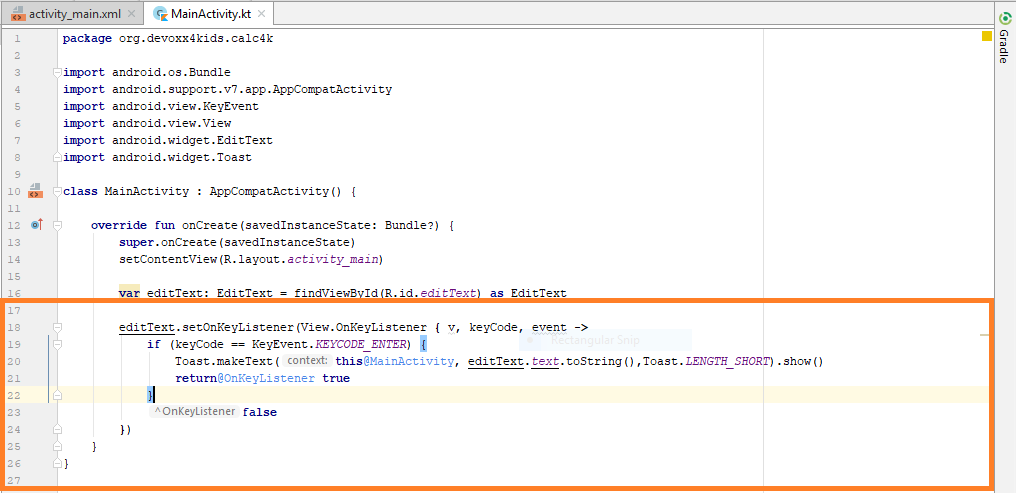 activity_main.xml MainActivity.kt
Gradle
1 package org.devoxx4kids.calc4k
2
3 import android.os.Bundle
4 import android.support.v7.app.AppCompatActivity
5 import android.view.KeyEvent
6 import android.view.View
7 import android.widget.EditText
8 import android.widget.Toast
9
10 class MainActivity : AppCompatActivity() {
11
12 override fun onCreate(savedInstanceState: Bundle?) {
13 super.onCreate(savedInstanceState)
14 setContentView(R.layout.activity_main)
15
16 var editText: EditText = findViewById(R.id.editText) as EditText
17
18 editText.setOnKeyListener(View.OnKeyListener { v, keyCode, event ->
19 if (keyCode == KeyEvent.KEYCODE_ENTER) {
Rectangular Snip
20 Toast.makeText( context: this@MainActivity, editText.text.toString(),Toast.LENGTH_SHORT).show()
21 return@OnKeyListener true
22 }
23 ^OnKeyListener false
24 })
25 }
26 }
27